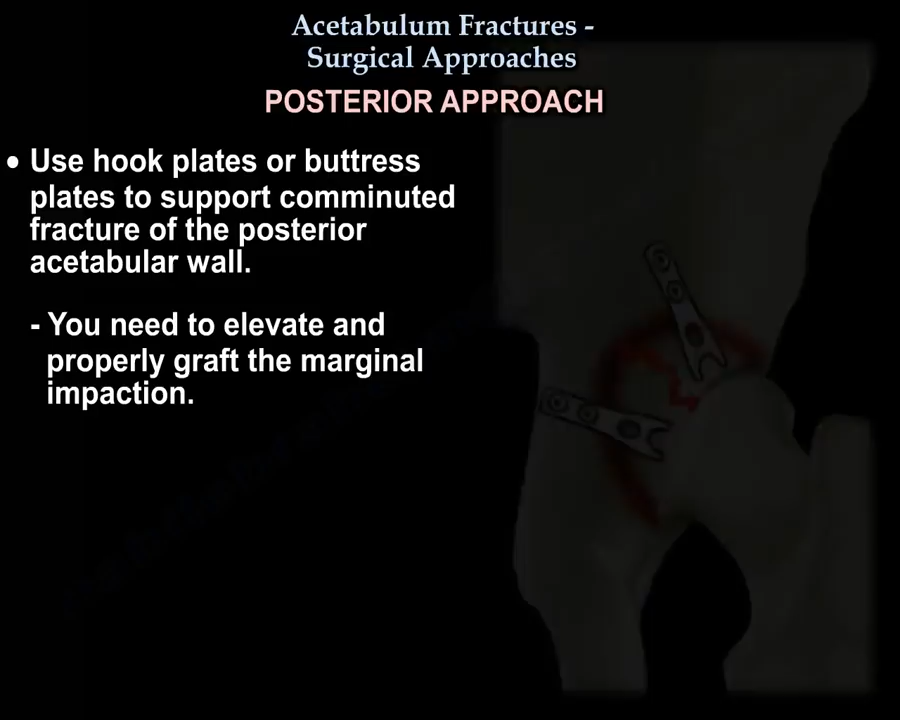 Acetabulum Fractures -
Surgical Approaches
POSTERIOR APPROACH
• Use hook plates or buttress
plates to support comminuted
fracture of the posterior
acetabular wall.
- You need to elevate and
properly graft the marginal
impaction.